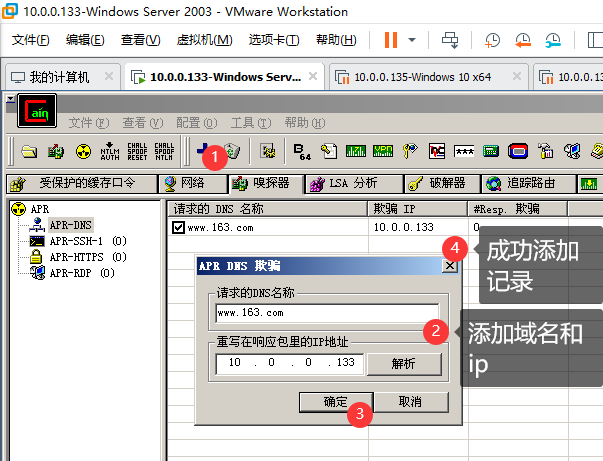 10.0.0.133-Windows Server 2003 - VMware Workstation
文件(F) 编辑(E) 查看(V) 虚拟机(M) 选项卡(T) 帮助(H)
我的计算机 × 10.0.0.133-Windows Serv... × 10.0.0.135-Windows 10 x64 × 10.0.0.13
ain 文件(F) 查看(V) 配置(O) 工具(T) 帮助(H)
NTLM AUTH CHALL SPOOF RESET CHALL SPOOF NTLM B 64 VPN ***
1
受保护的缓存口令 网络 嗅探器 LSA 分析 破解器 追踪路由
APR
APR-DNS
APR-SSH-1 (0)
APR-HTTPS (0)
APR-RDP (0)
请求的 DNS 名称 欺骗 IP #Resp. 欺骗
www.163.com 10.0.0.133 0
4
成功添加
记录
APR DNS 欺骗
请求的DNS名称
www.163.com
2
添加域名和
ip
重写在响应包里的IP地址
10 . 0 . 0 . 133 解析
确定 取消
3